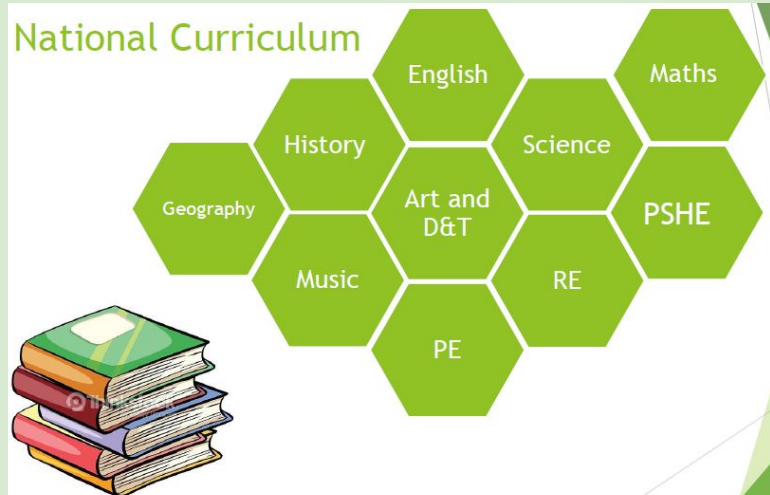 National Curriculum
English
Maths
History
Science
Geography
Art and
D&T
PSHE
Music
RE
PE